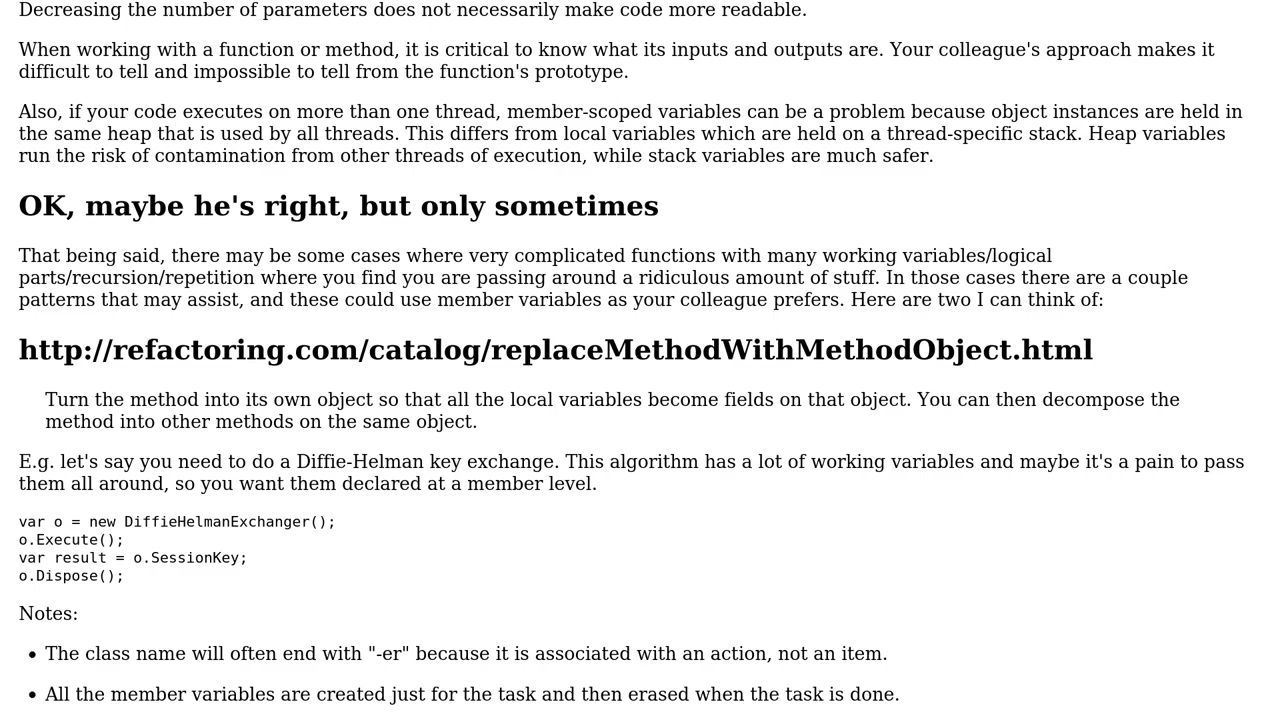 Decreasing the number of parameters does not necessarily make code more readable.
When working with a function or method, it is critical to know what its inputs and outputs are. Your colleague's approach makes it
difficult to tell and impossible to tell from the function's prototype.
Also, if your code executes on more than one thread, member-scoped variables can be a problem because object instances are held in
the same heap that is used by all threads. This differs from local variables which are held on a thread-specific stack. Heap variables
run the risk of contamination from other threads of execution, while stack variables are much safer.
OK, maybe he's right, but only sometimes
That being said, there may be some cases where very complicated functions with many working variables/logical
parts/recursion/repetition where you find you are passing around a ridiculous amount of stuff. In those cases there are a couple
patterns that may assist, and these could use member variables as your colleague prefers. Here are two I can think of:
http://refactoring.com/catalog/replaceMethodWithMethodObject.html
Turn the method into its own object so that all the local variables become fields on that object. You can then decompose the
method into other methods on the same object.
E.g. let's say you need to do a Diffie-Helman key exchange. This algorithm has a lot of working variables and maybe it's a pain to pass
them all around, so you want them declared at a member level.
var o = new DiffieHelmanExchanger();
o.Execute();
var result = o.SessionKey;
o.Dispose();
Notes:
• The class name will often end with "-er" because it is associated with an action, not an item.
• All the member variables are created just for the task and then erased when the task is done.